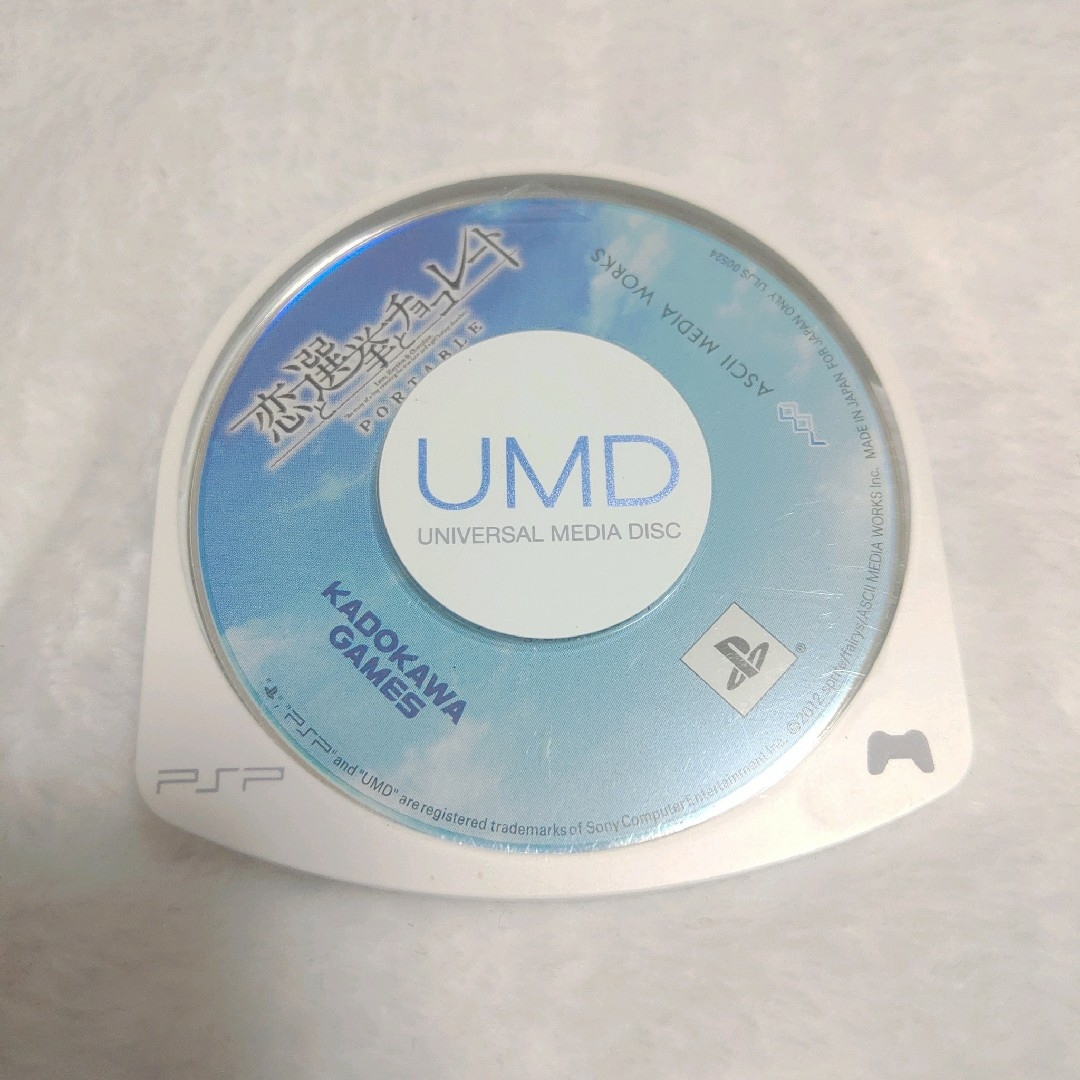 恋と選挙とチョコレート
PORTABLE
ASCII MEDIA WORKS
UMD
UNIVERSAL MEDIA DISC
KADOKAWA
GAMES
PSP
"PSP" and "UMD" are registered trademarks of Sony Computer Entertainment Inc. ©2012 sprite/fairys/ASCII MEDIA WORKS Inc. MADE IN JAPAN FOR JAPAN ONLY ULJS 00524